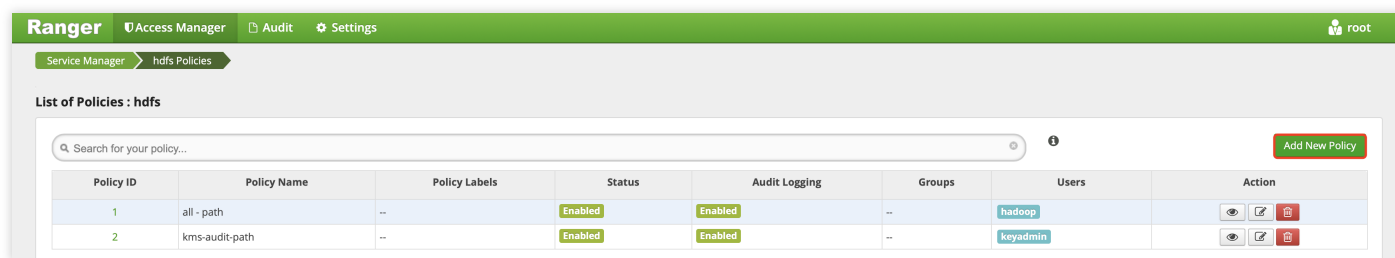 Ranger Access Manager Audit Settings root
Service Manager hdfs Policies
List of Policies : hdfs
Search for your policy... Add New Policy
Policy ID Policy Name Policy Labels Status Audit Logging Groups Users Action
1 all - path -- Enabled Enabled -- hadoop
2 kms-audit-path -- Enabled Enabled -- keyadmin